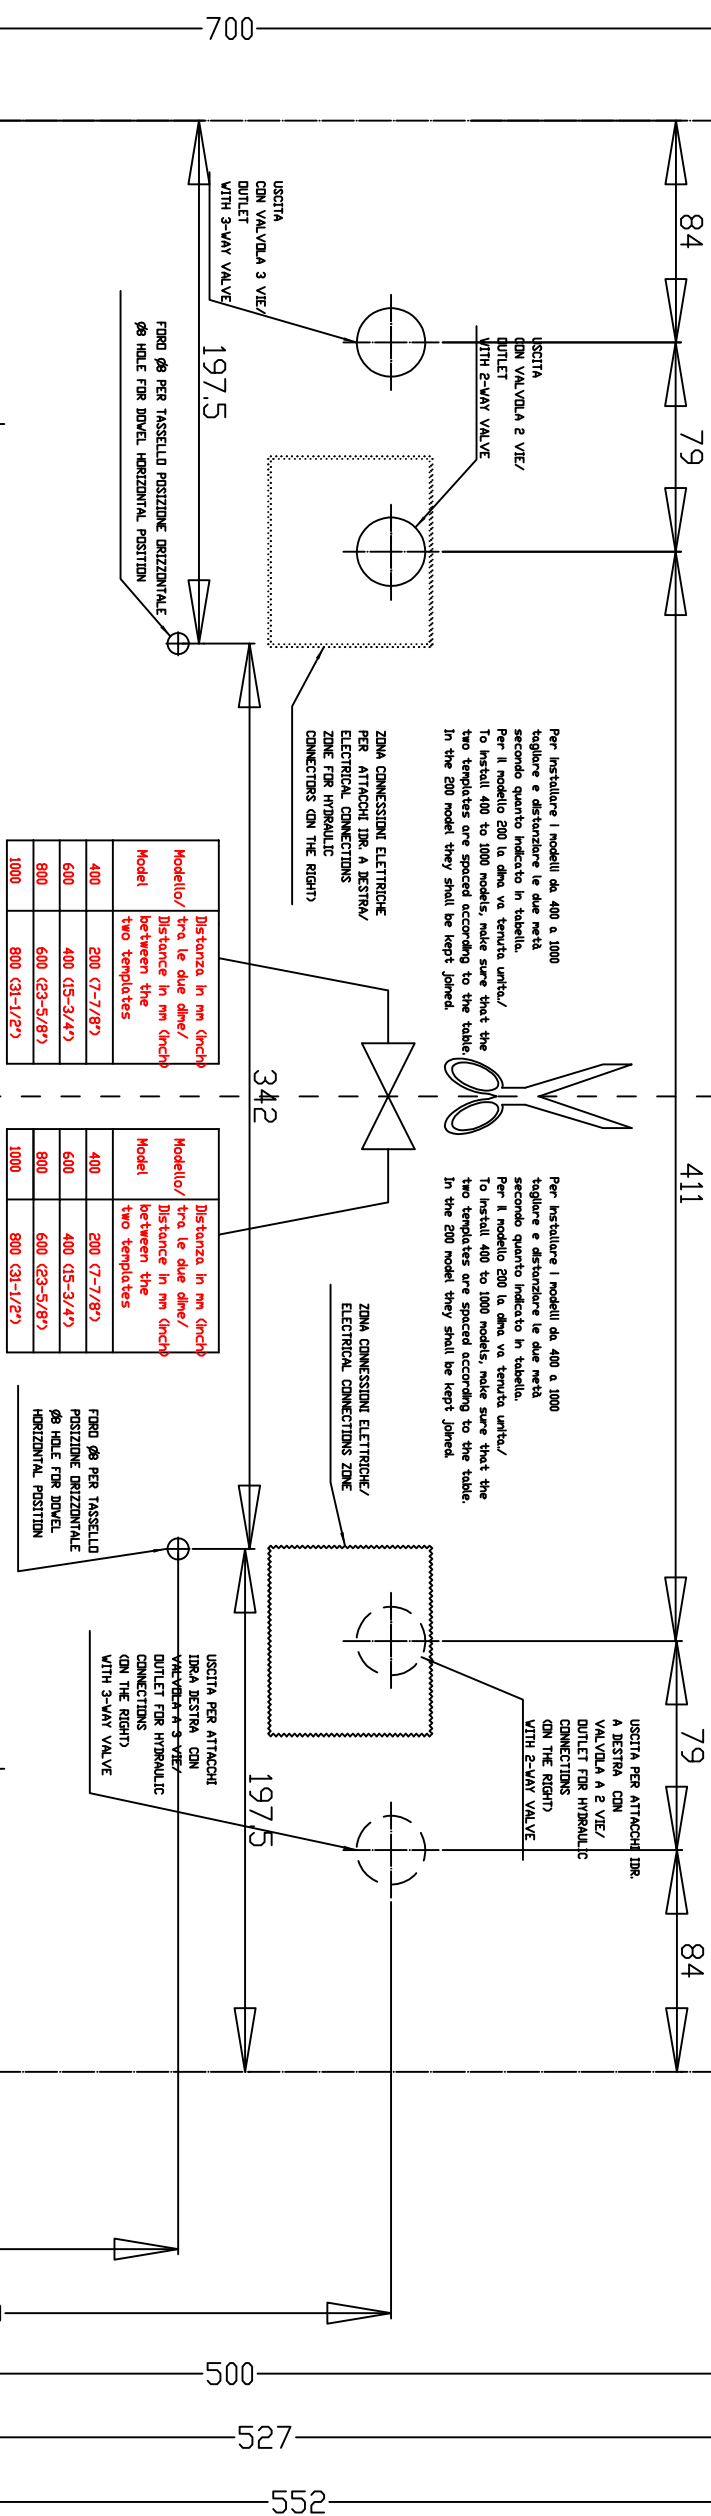 700
84
79
411
79
84
197.5
342
197.5
USCITA
CON VALVOLA 3 VIE/
OUTLET
WITH 3-WAY VALVE
USCITA
CON VALVOLA 2 VIE/
OUTLET
WITH 2-WAY VALVE
FORO Ø8 PER TASSELLO POSIZIONE ORIZZONTALE
Ø8 HOLE FOR DOWEL HORIZONTAL POSITION
ZONA CONNESSIONI ELETTRICHE
PER ATTACCHI IDR. A DESTRA/
ELECTRICAL CONNECTIONS
ZONE FOR HYDRAULIC
CONNECTORS (ON THE RIGHT)
Per installare i modelli da 400 a 1000
tagliare e distanziare le due metà
secondo quanto indicato in tabella.
Per il modello 200 la dima va tenuta unita./
To install 400 to 1000 models, make sure that the
two templates are spaced according to the table.
In the 200 model they shall be kept joined.
Modello/
Model
Distanza in mm (inch)
tra le due dime/
Distance in mm (inch)
between the
two templates
400 200 (7-7/8")
600 400 (15-3/4")
800 600 (23-5/8")
1000 800 (31-1/2")
Per installare i modelli da 400 a 1000
tagliare e distanziare le due metà
secondo quanto indicato in tabella.
Per il modello 200 la dima va tenuta unita./
To install 400 to 1000 models, make sure that the
two templates are spaced according to the table.
In the 200 model they shall be kept joined.
Modello/
Model
Distanza in mm (inch)
tra le due dime/
Distance in mm (inch)
between the
two templates
400 200 (7-7/8")
600 400 (15-3/4")
800 600 (23-5/8")
1000 800 (31-1/2")
ZONA CONNESSIONI ELETTRICHE/
ELECTRICAL CONNECTIONS ZONE
FORO Ø8 PER TASSELLO
POSIZIONE ORIZZONTALE
Ø8 HOLE FOR DOWEL
HORIZONTAL POSITION
USCITA PER ATTACCHI
IDR.A DESTRA CON
VALVOLA A 3 VIE/
OUTLET FOR HYDRAULIC
CONNECTIONS
(ON THE RIGHT)
WITH 3-WAY VALVE
USCITA PER ATTACCHI IDR.
A DESTRA CON
VALVOLA A 2 VIE/
OUTLET FOR HYDRAULIC
CONNECTIONS
(ON THE RIGHT)
WITH 2-WAY VALVE
500
527
552